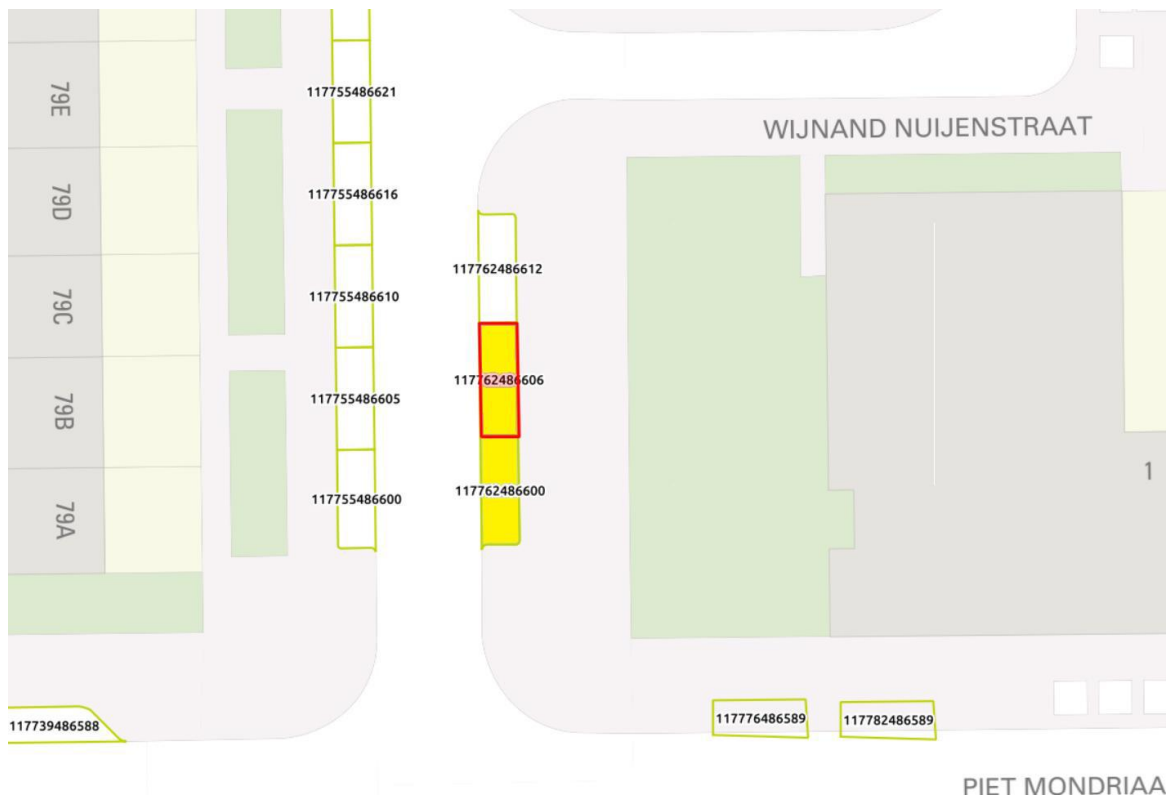 117755486621
79E
WIJNAND NUIJENSTRAAT
117755486616
79D
117762486612
117755486610
79C
117762486606
117755486605
79B
1
117762486600
117755486600
79A
117739486588
117776486589
117782486589
PIET MONDRIAA